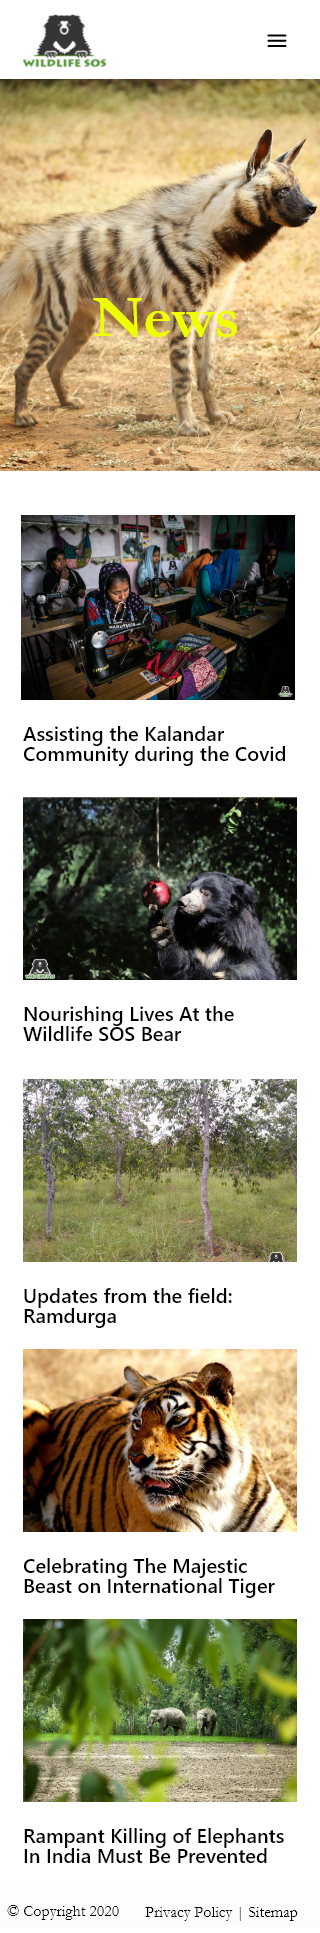 WILDLIFE SOS
News
Assisting the Kalandar
Community during the Covid
Nourishing Lives At the
Wildlife SOS Bear
Updates from the field:
Ramdurga
Celebrating The Majestic
Beast on International Tiger
Rampant Killing of Elephants
In India Must Be Prevented
© Copyright 2020 Privacy Policy | Sitemap